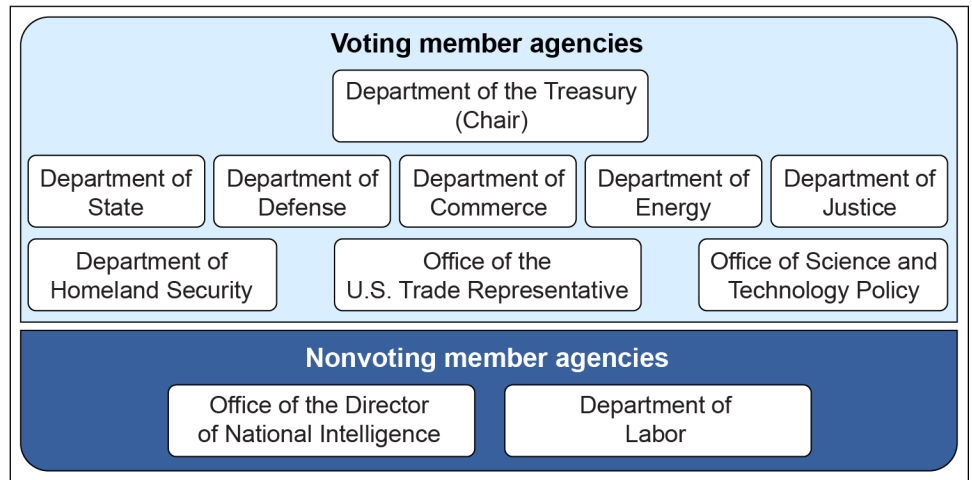 Voting member agencies
Department of the Treasury
(Chair)
Department of
State
Department of
Defense
Department of
Commerce
Department of
Energy
Department of
Justice
Department of
Homeland Security
Office of the
U.S. Trade Representative
Office of Science and
Technology Policy
Nonvoting member agencies
Office of the Director
of National Intelligence
Department of
Labor